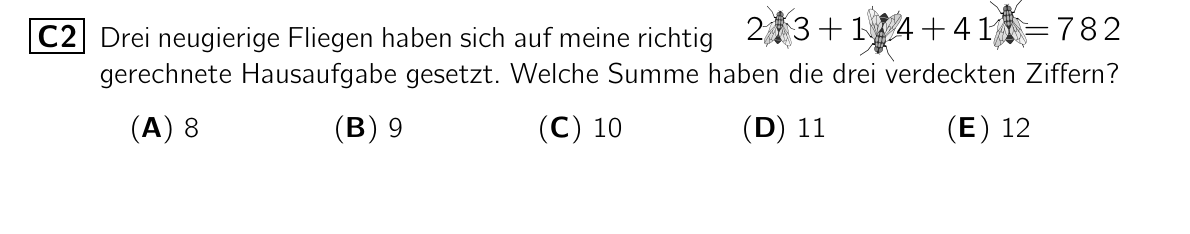 C2 Drei neugierige Fliegen haben sich auf meine richtig 2 3 + 1 4 + 4 1 = 7 8 2
gerechnete Hausaufgabe gesetzt. Welche Summe haben die drei verdeckten Ziffern?
(A) 8 (B) 9 (C) 10 (D) 11 (E) 12